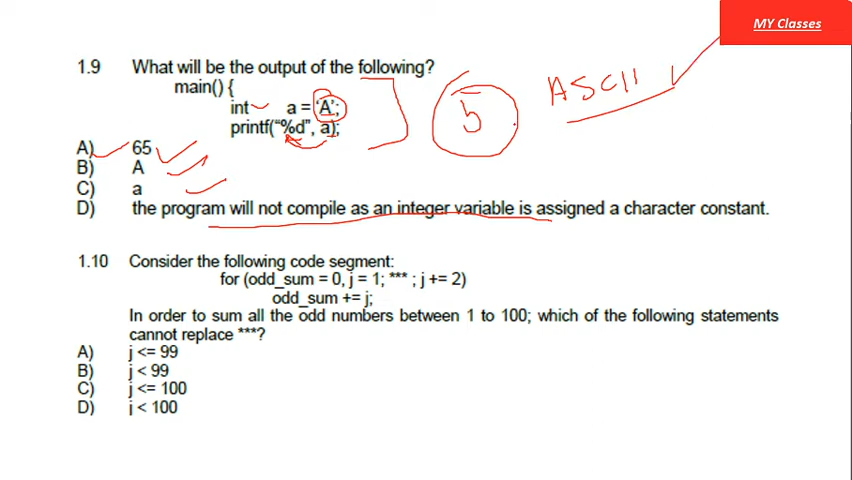 MY Classes
ASCII
1.9 What will be the output of the following?
main() {
int a = 'A';
printf("%d", a);
b
A) 65
B) A
C) a
D) the program will not compile as an integer variable is assigned a character constant.
1.10 Consider the following code segment:
for (odd_sum = 0, j = 1; *** ; j += 2)
odd_sum += j;
In order to sum all the odd numbers between 1 to 100; which of the following statements
cannot replace ***?
A) j <= 99
B) j < 99
C) j <= 100
D) j < 100